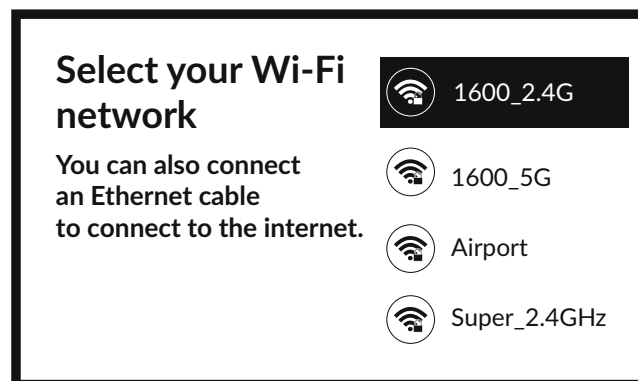 Select your Wi-Fi
network
You can also connect
an Ethernet cable
to connect to the internet.
1600_2.4G
1600_5G
Airport
Super_2.4GHz